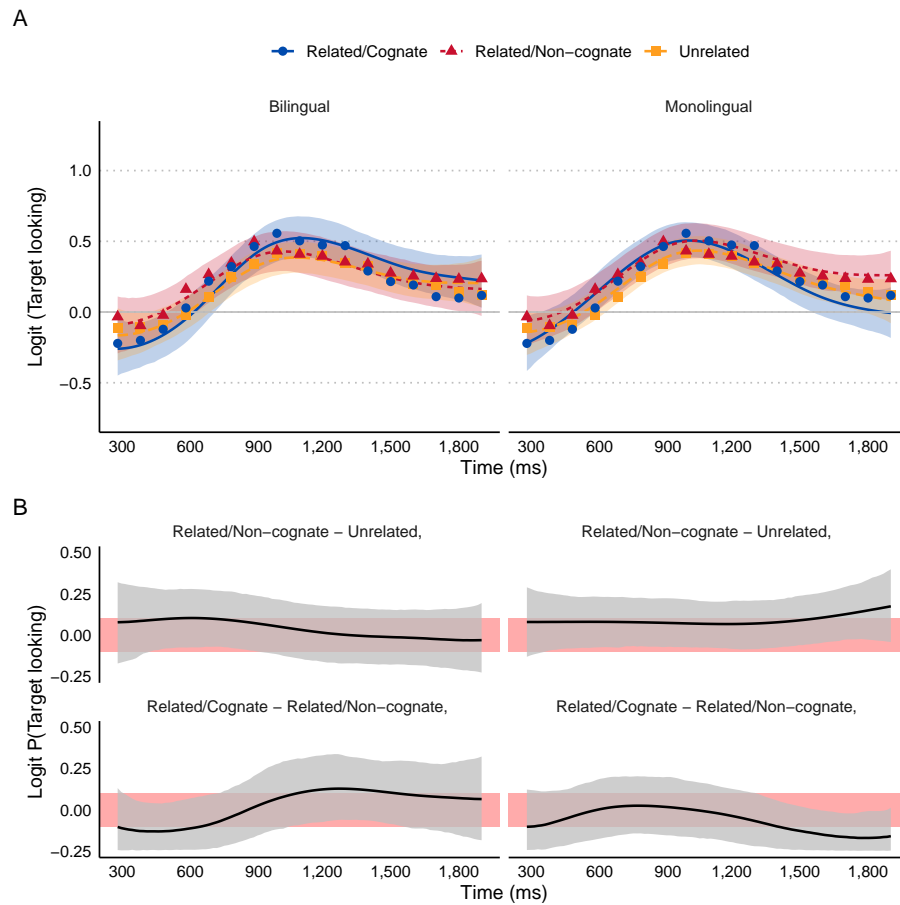 A
Related/Cognate Related/Non−cognate Unrelated
Bilingual Monolingual
1.0
0.5
0.0
−0.5
Logit (Target looking)
300 600 900 1,200 1,500 1,800 300 600 900 1,200 1,500 1,800
Time (ms)
B
Related/Non−cognate − Unrelated, Related/Non−cognate − Unrelated,
0.50
0.25
0.00
−0.25
Related/Cognate − Related/Non−cognate, Related/Cognate − Related/Non−cognate,
0.50
0.25
0.00
−0.25
Logit P(Target looking)
300 600 900 1,200 1,500 1,800 300 600 900 1,200 1,500 1,800
Time (ms)